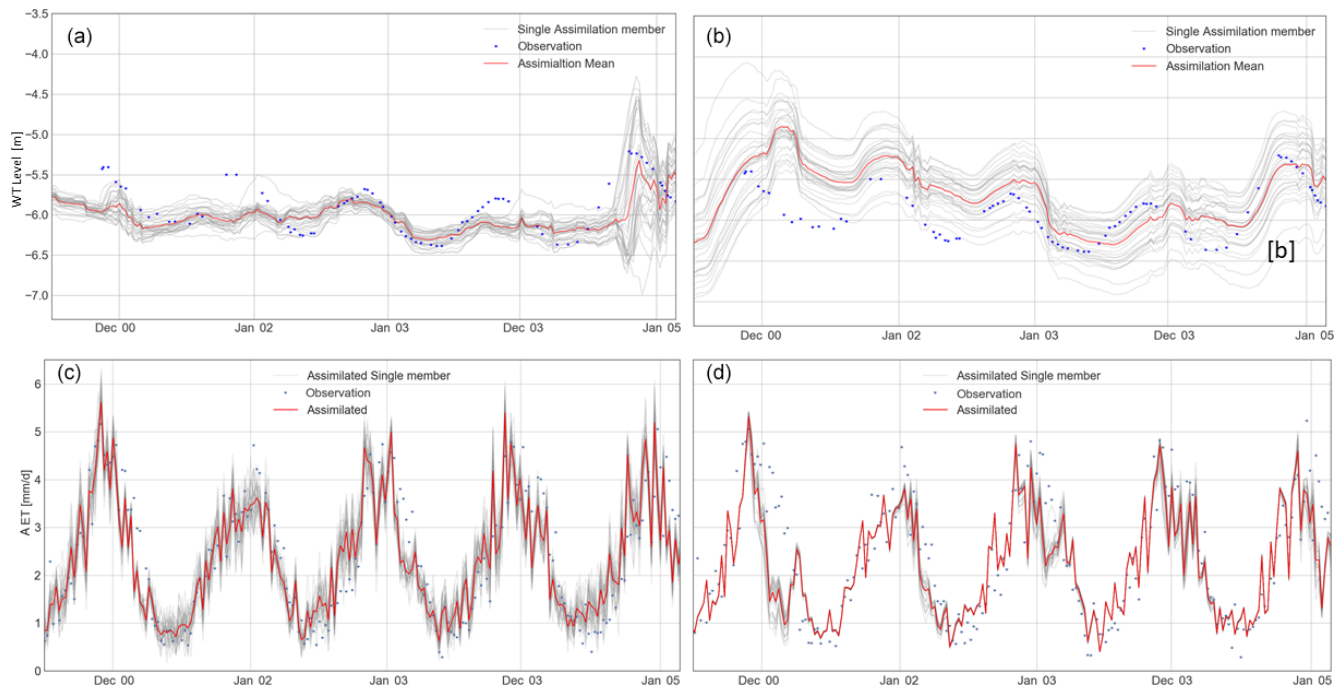 (a)
Single Assimilation member
Observation
Assimialtion Mean
−3.5
−4.0
−4.5
−5.0
−5.5
−6.0
−6.5
−7.0
WT Level [m]
Dec 00 Jan 02 Jan 03 Dec 03 Jan 05
(b)
Single Assimilation member
Observation
Assimilation Mean
[b]
Dec 00 Jan 02 Jan 03 Dec 03 Jan 05
(c)
Assimilated Single member
Observation
Assimilated
6
5
4
3
2
1
0
AET [mm/d]
Dec 00 Jan 02 Jan 03 Dec 03 Jan 05
(d)
Assimilated Single member
Observation
Assimilated
Dec 00 Jan 02 Jan 03 Dec 03 Jan 05